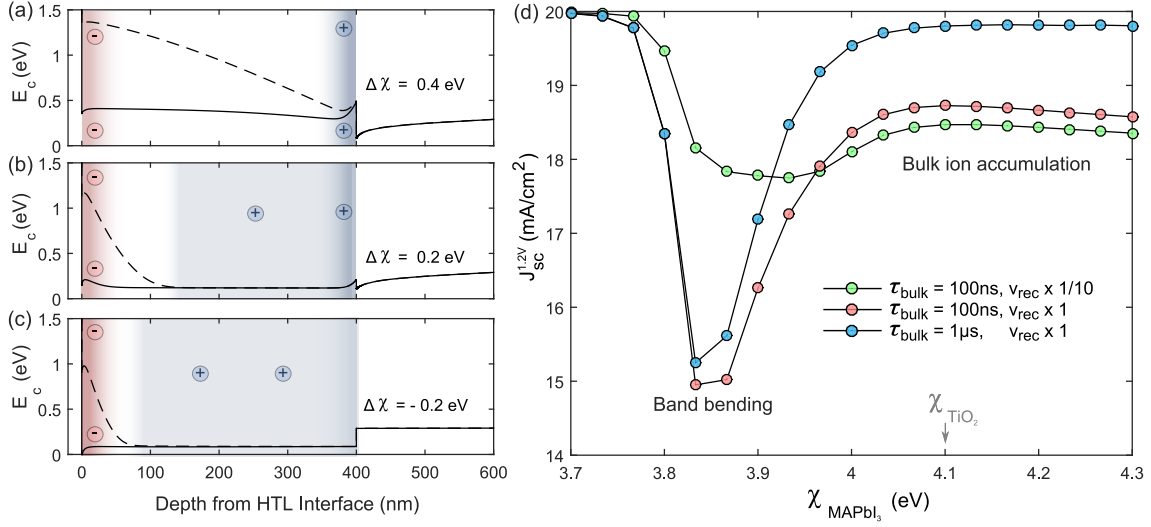 (a)
1.5
1
0.5
0
E_c (eV)
-
+
Δ χ = 0.4 eV
-
+
(b)
1.5
1
0.5
0
E_c (eV)
-
+
+
Δ χ = 0.2 eV
-
(c)
1.5
1
0.5
0
E_c (eV)
-
+
+
Δ χ = - 0.2 eV
-
0
100
200
300
400
500
600
Depth from HTL Interface (nm)
(d)
20
19
18
17
16
15
14
J_sc^1.2V (mA/cm²)
Bulk ion accumulation
τ_bulk = 100ns, v_rec x 1/10
τ_bulk = 100ns, v_rec x 1
τ_bulk = 1µs, v_rec x 1
Band bending
χ_TiO₂
3.7
3.8
3.9
4
4.1
4.2
4.3
χ_MAPbI₃ (eV)